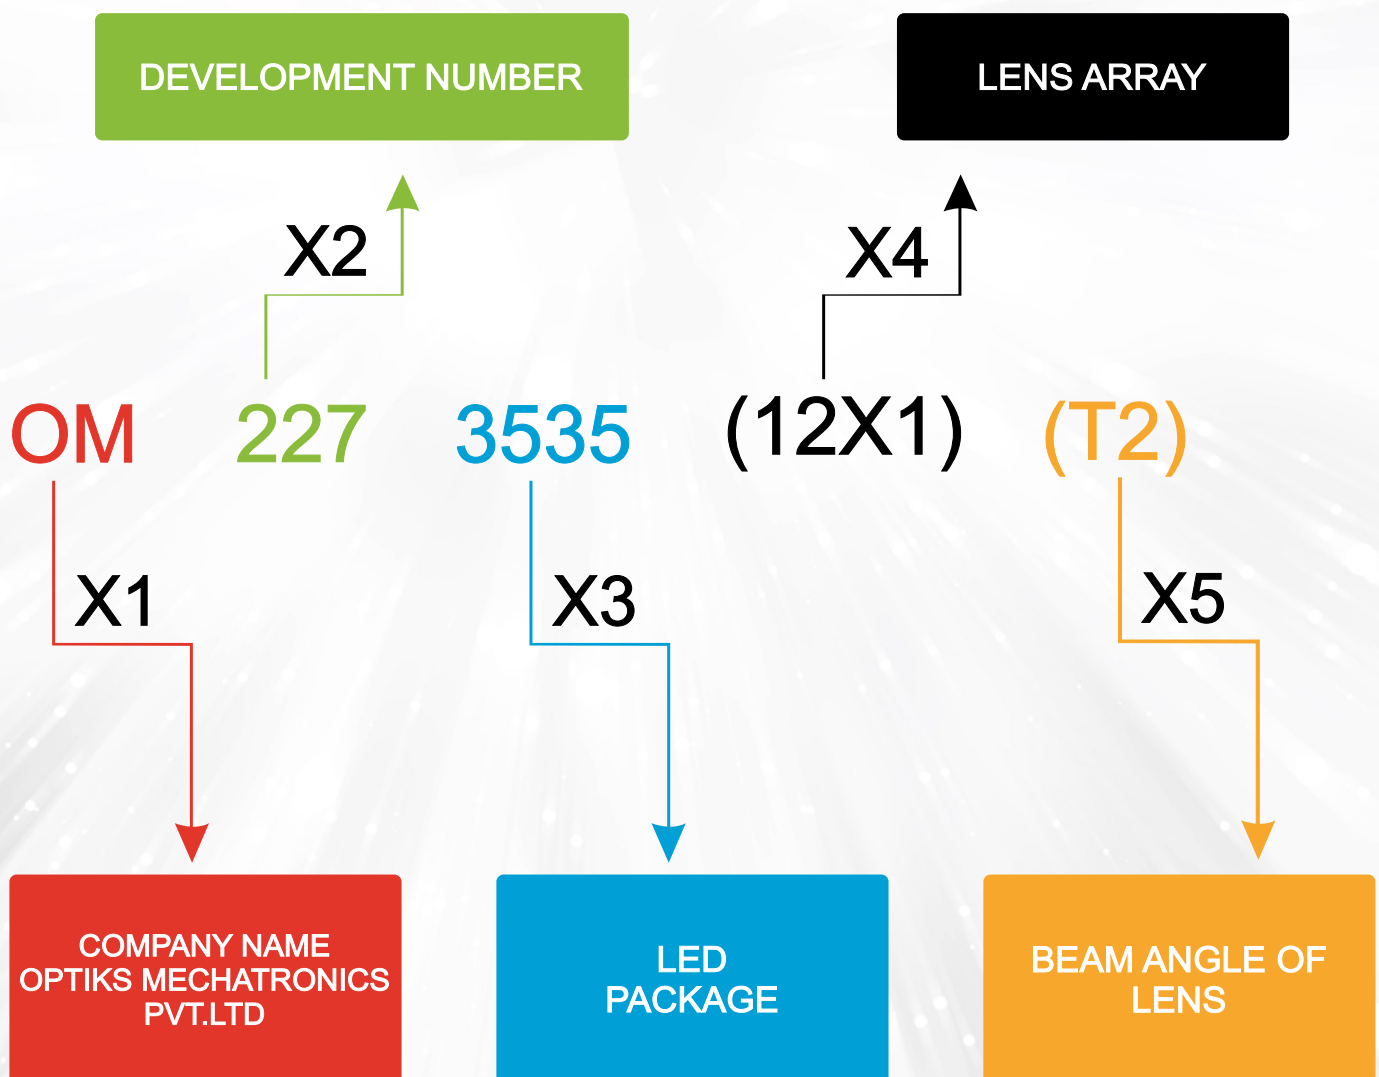 DEVELOPMENT NUMBER
LENS ARRAY
X2
X4
OM 227 3535 (12X1) (T2)
X1
X3
X5
COMPANY NAME
OPTIKS MECHATRONICS
PVT.LTD
LED
PACKAGE
BEAM ANGLE OF
LENS